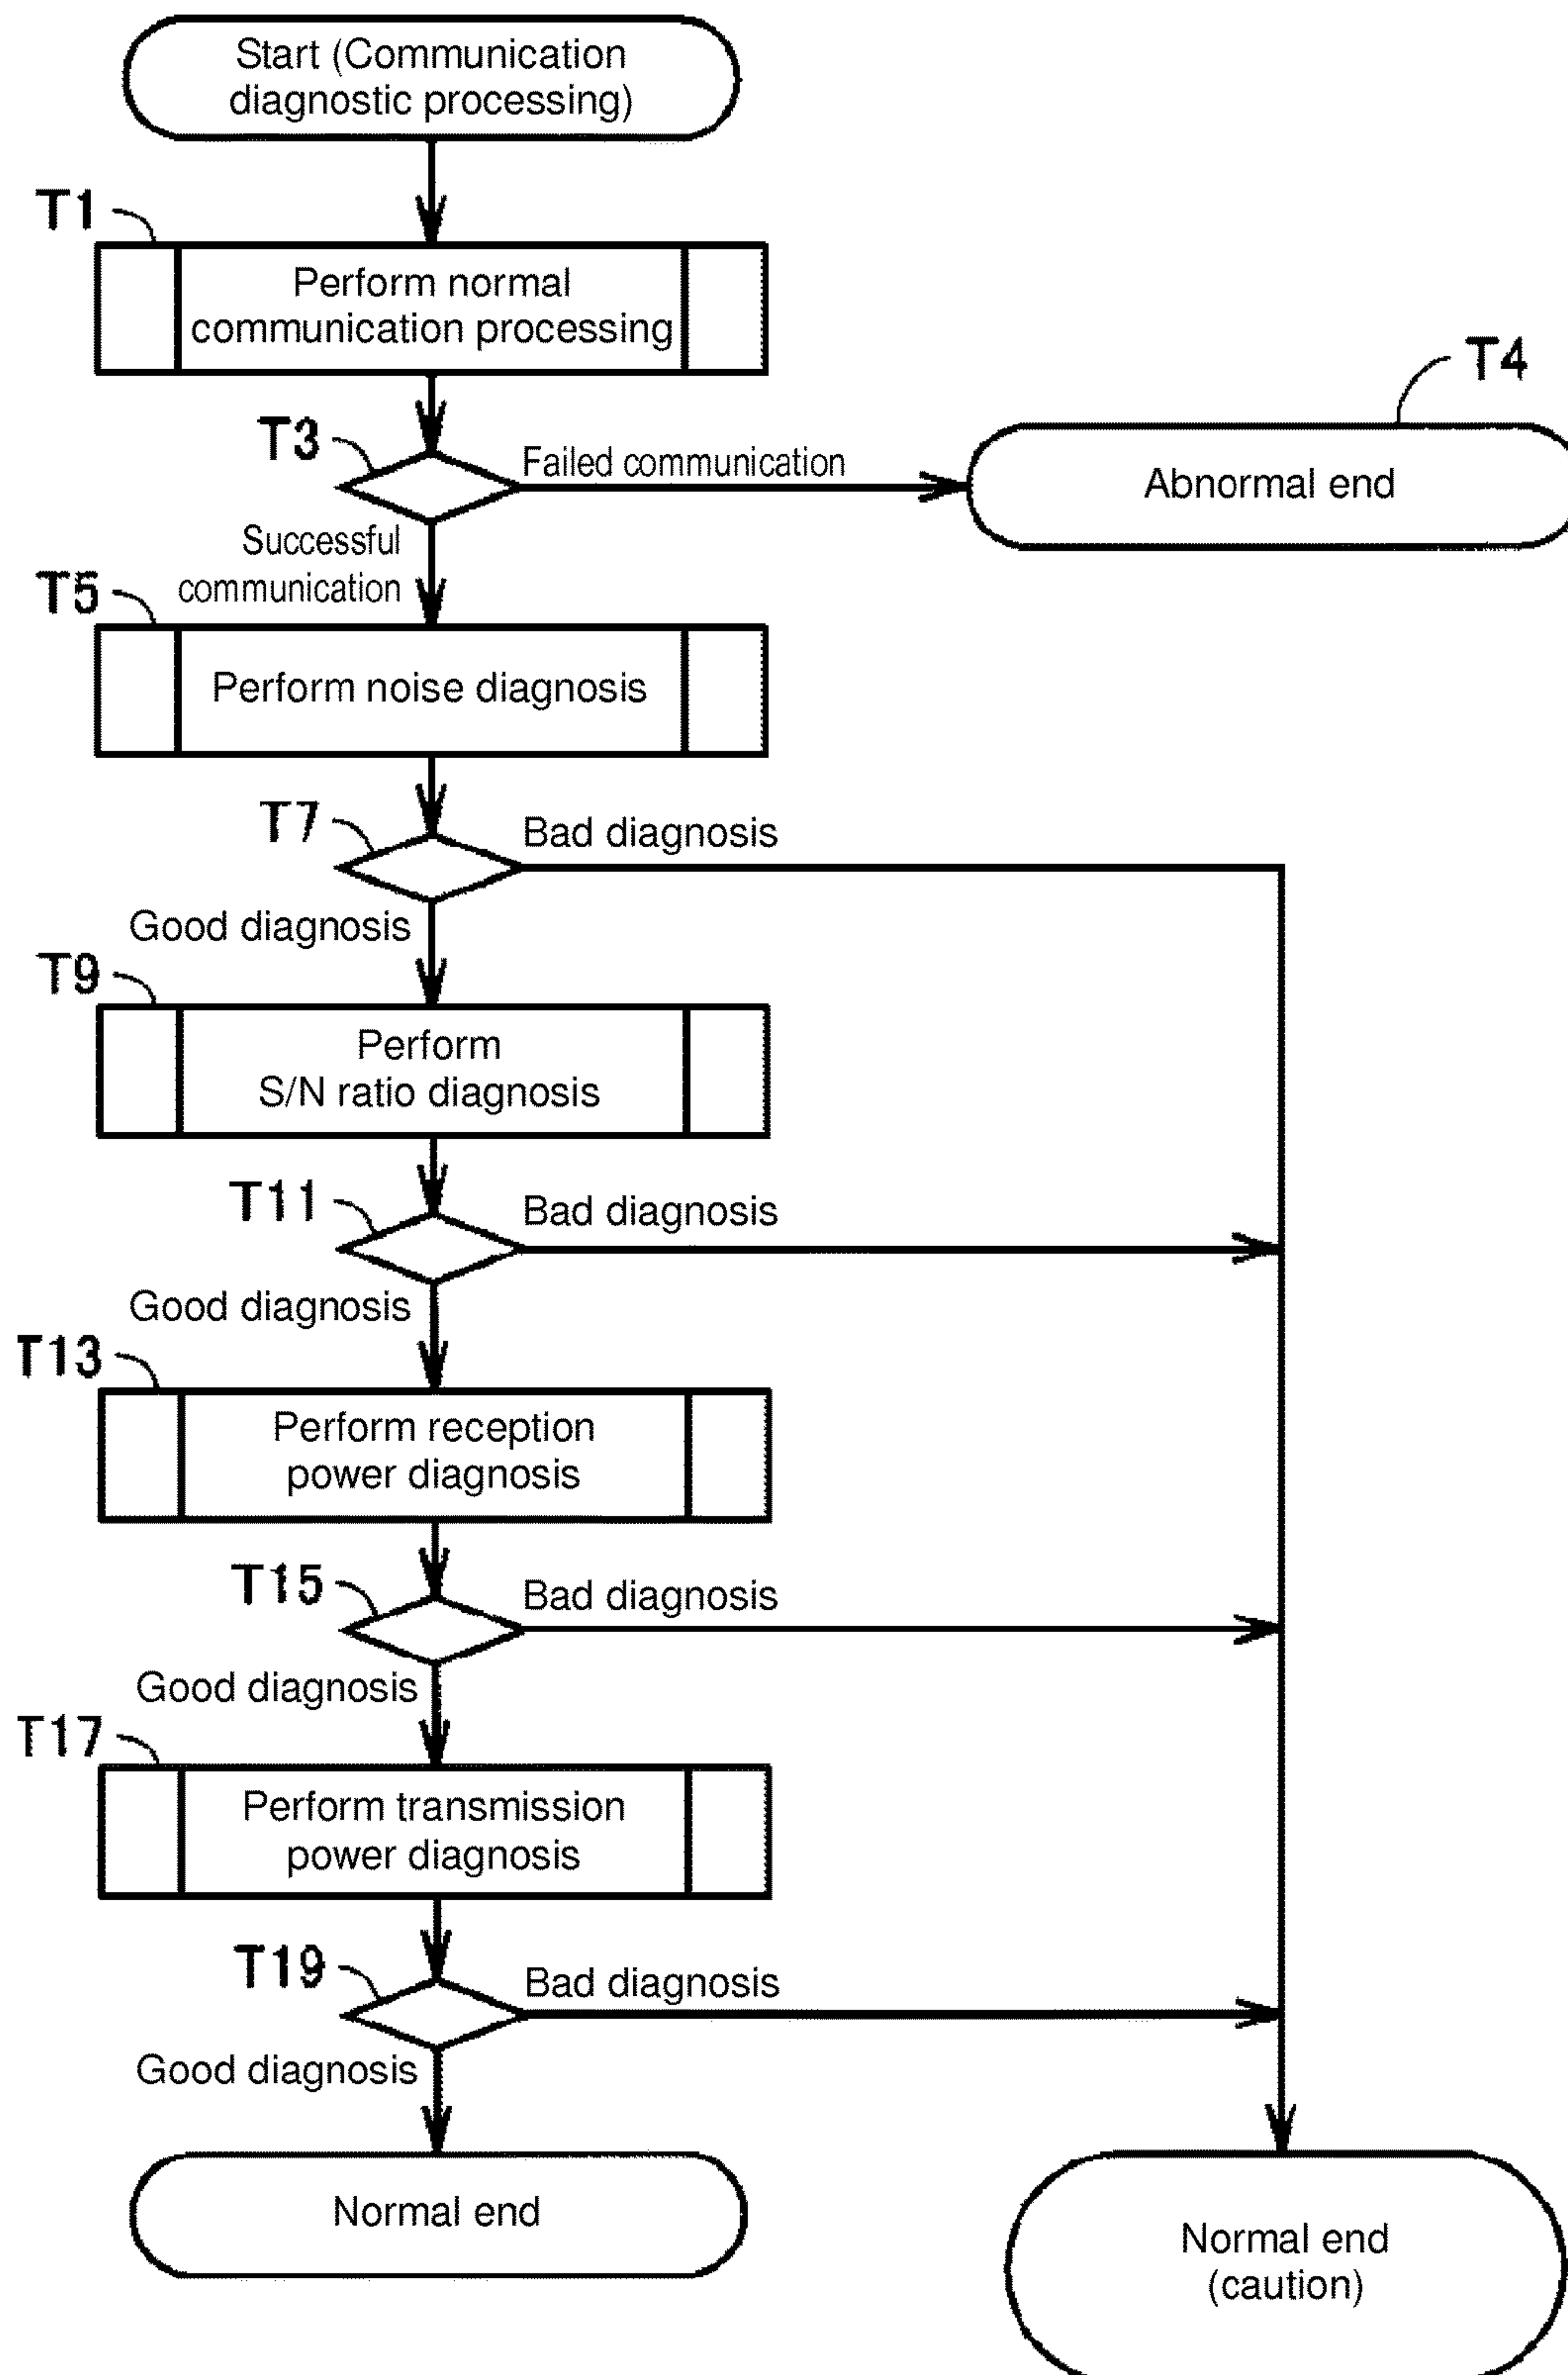 Start (Communication
diagnostic processing)
T1
Perform normal
communication processing
T4
T3
Failed communication
Abnormal end
Successful
communication
T5
Perform noise diagnosis
T7
Bad diagnosis
Good diagnosis
T9
Perform
S/N ratio diagnosis
T11
Bad diagnosis
Good diagnosis
T13
Perform reception
power diagnosis
T15
Bad diagnosis
Good diagnosis
T17
Perform transmission
power diagnosis
T19
Bad diagnosis
Good diagnosis
Normal end
Normal end
(caution)